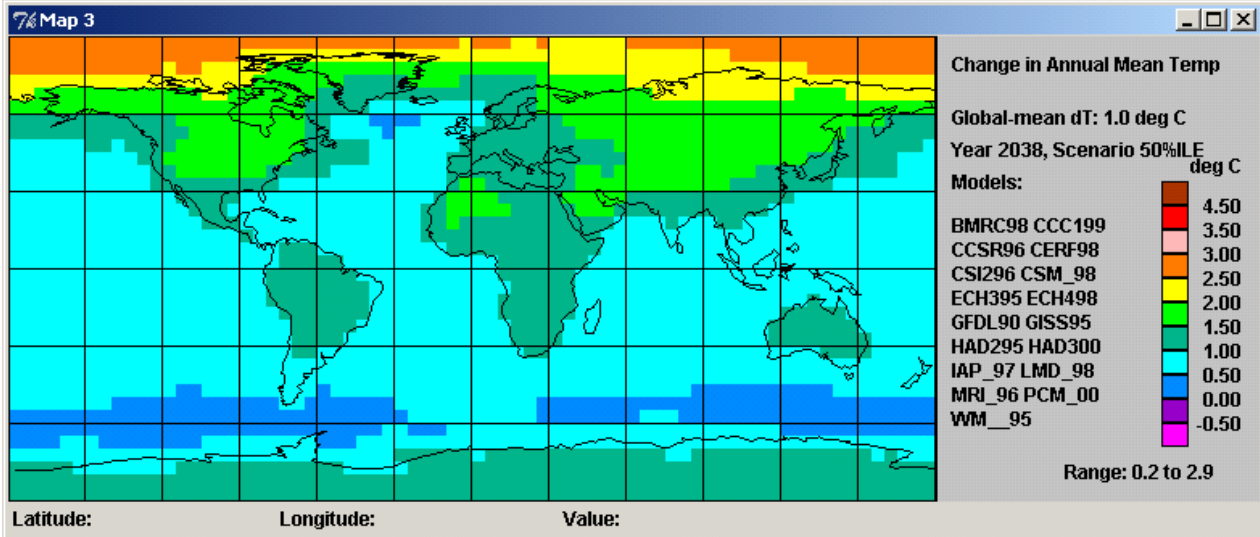 Map 3
Change in Annual Mean Temp
Global-mean dT: 1.0 deg C
Year 2038, Scenario 50%ILE
deg C
Models:
4.50
BMRC98 CCC199
3.50
CCSR96 CERF98
3.00
CSI296 CSM_98
2.50
ECH395 ECH498
2.00
GFDL90 GISS95
1.50
HAD295 HAD300
1.00
IAP_97 LMD_98
0.50
MRI_96 PCM_00
0.00
WM__95
-0.50
Range: 0.2 to 2.9
Latitude: Longitude: Value: